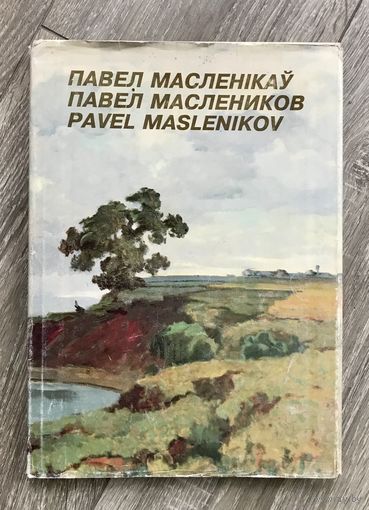 ПАВЕЛ МАСЛЕНІКАЎ
ПАВЕЛ МАСЛЕНИКОВ
PAVEL MASLENIKOV